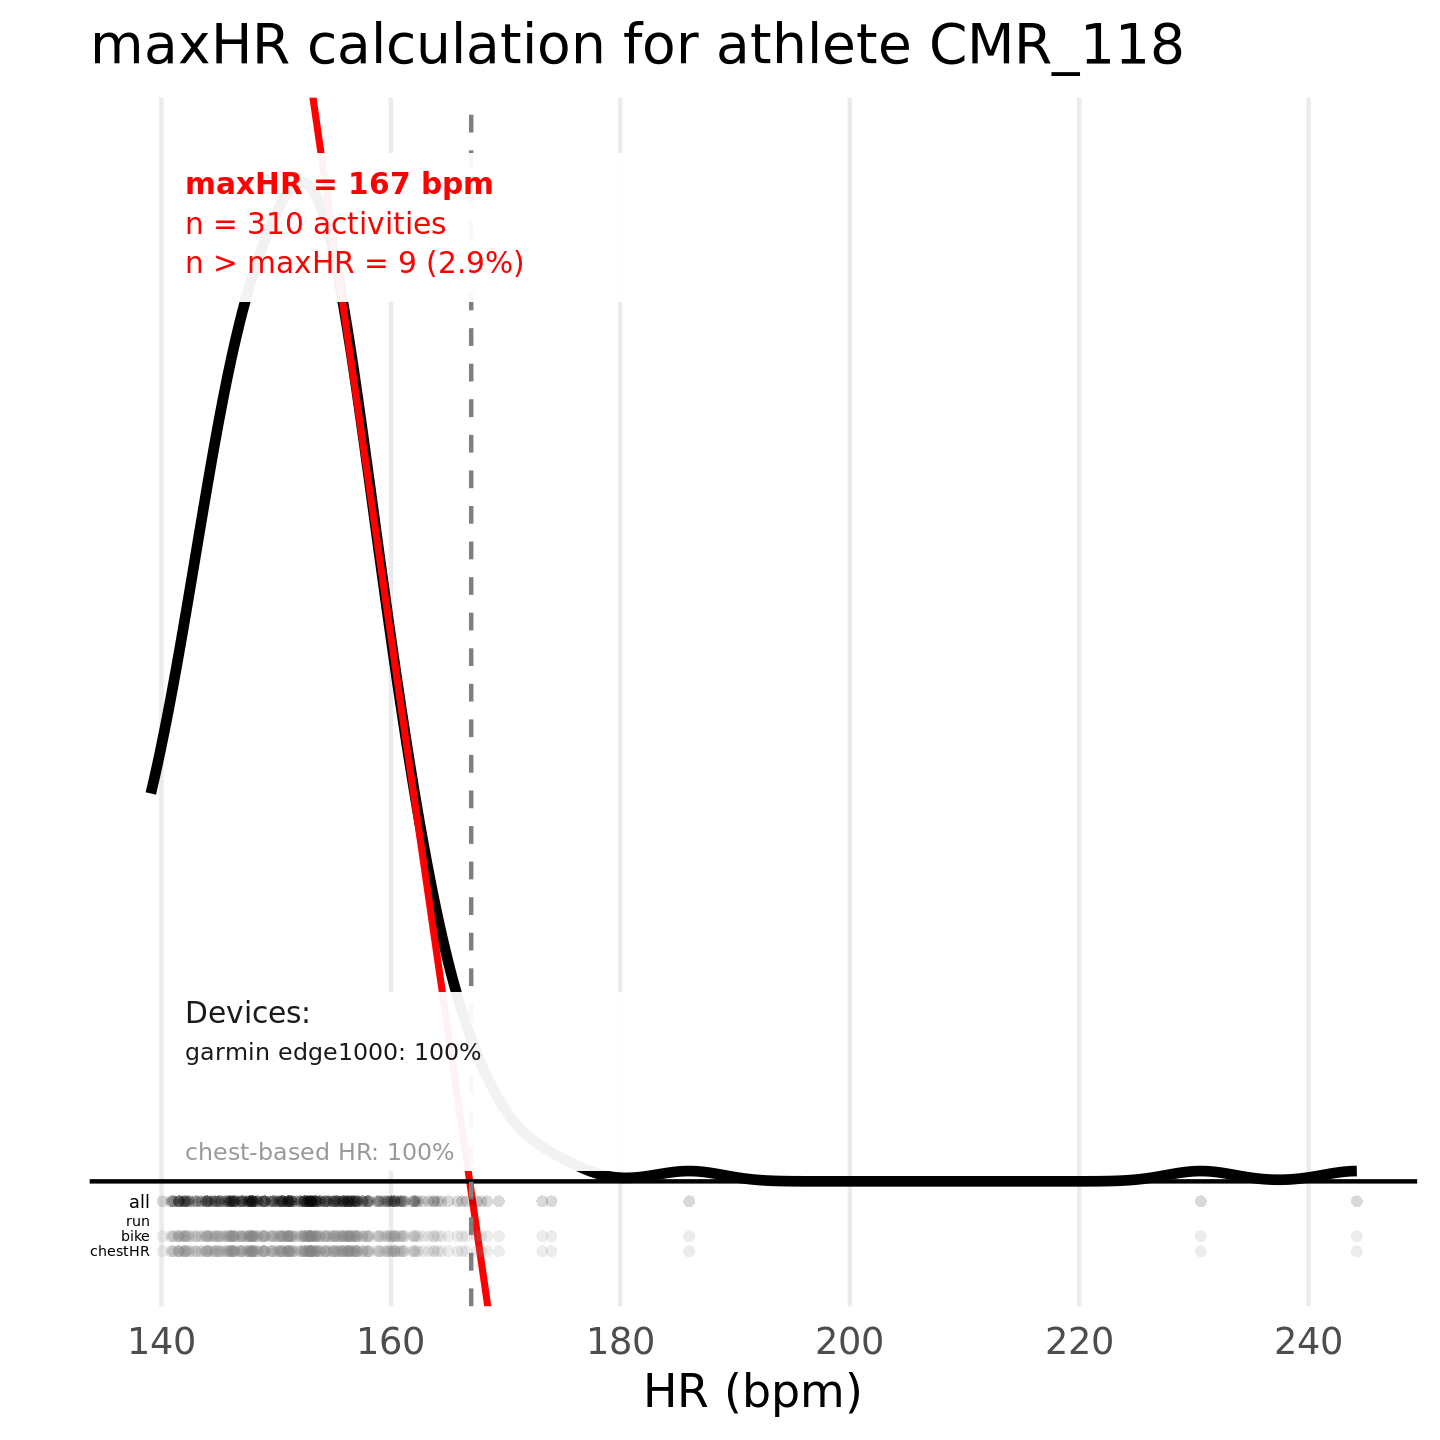 maxHR calculation for athlete CMR_118
maxHR = 167 bpm
n = 310 activities
n > maxHR = 9 (2.9%)
Devices:
garmin edge1000: 100%
chest-based HR: 100%
all
run
bike
chestHR
140 160 180 200 220 240
HR (bpm)